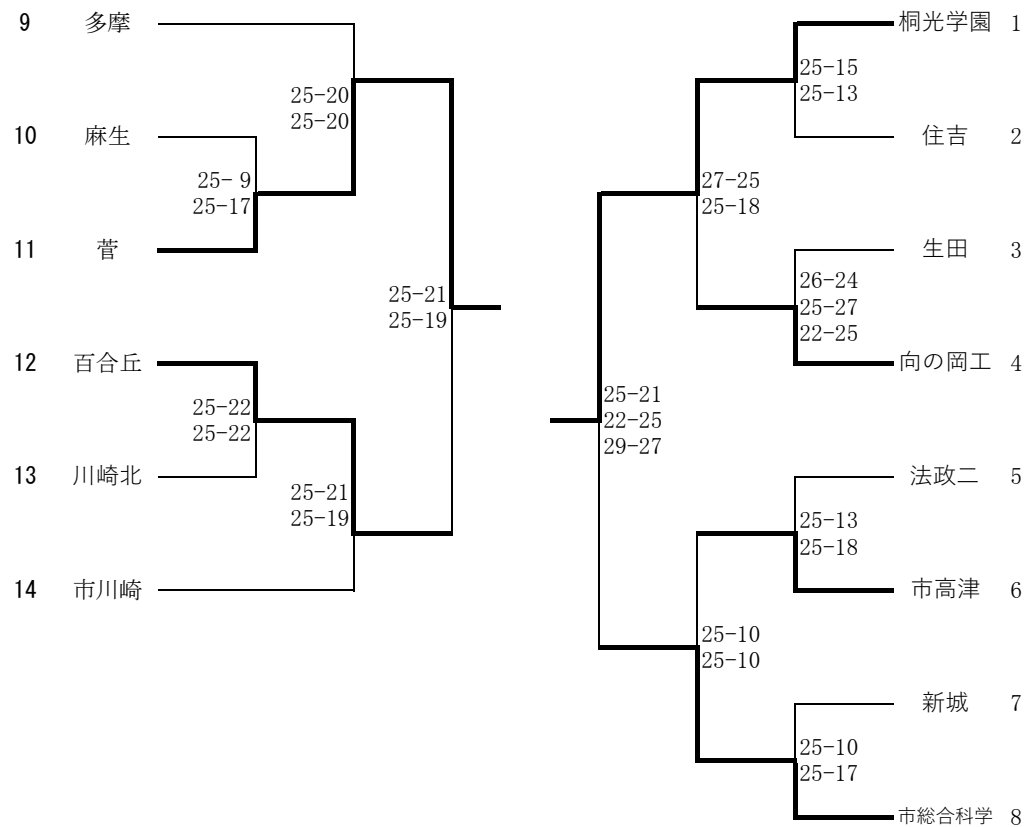 9 多摩
25-20
25-20
10 麻生
25- 9
25-17
11 菅
25-21
25-19
12 百合丘
25-22
25-22
13 川崎北
25-21
25-19
14 市川崎
桐光学園 1
25-15
25-13
住吉 2
27-25
25-18
生田 3
26-24
25-27
22-25
向の岡工 4
25-21
22-25
29-27
法政二 5
25-13
25-18
市高津 6
25-10
25-10
新城 7
25-10
25-17
市総合科学 8